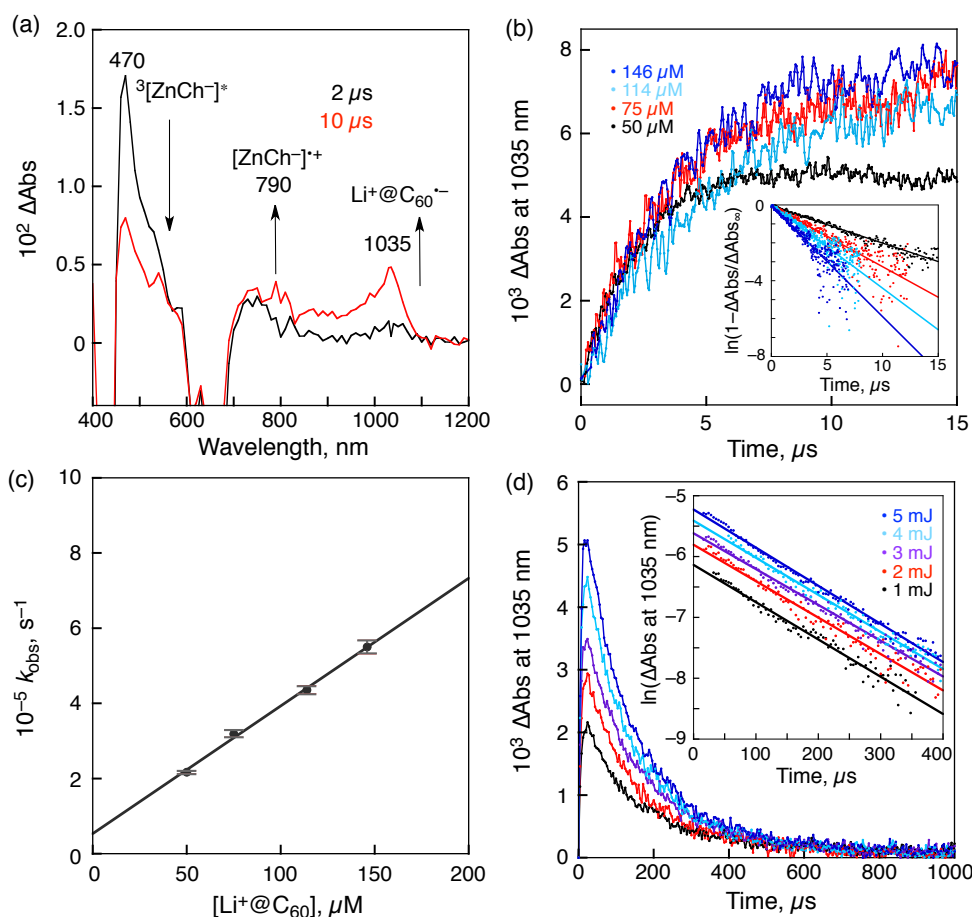 (a)
2.0
1.5
1.0
0.5
0
10² ΔAbs
470
³[ZnCh⁻]*
2 μs
10 μs
[ZnCh⁻]•⁺
790
Li⁺@C₆₀•⁻
1035
400 600 800 1000 1200
Wavelength, nm
(b)
8
6
4
2
0
10³ ΔAbs at 1035 nm
• 146 μM
• 114 μM
• 75 μM
• 50 μM
0
−4
−8
ln(1−ΔAbs/ΔAbs∞)
0 5 10 15
Time, μs
0 5 10 15
Time, μs
(c)
10
8
6
4
2
0
10⁻⁵ kobs, s⁻¹
0 50 100 150 200
[Li⁺@C₆₀], μM
(d)
6
5
4
3
2
1
0
10³ ΔAbs at 1035 nm
−5
−6
−7
−8
−9
ln(ΔAbs at 1035 nm)
• 5 mJ
• 4 mJ
• 3 mJ
• 2 mJ
• 1 mJ
0 100 200 300 400
Time, μs
0 200 400 600 800 1000
Time, μs